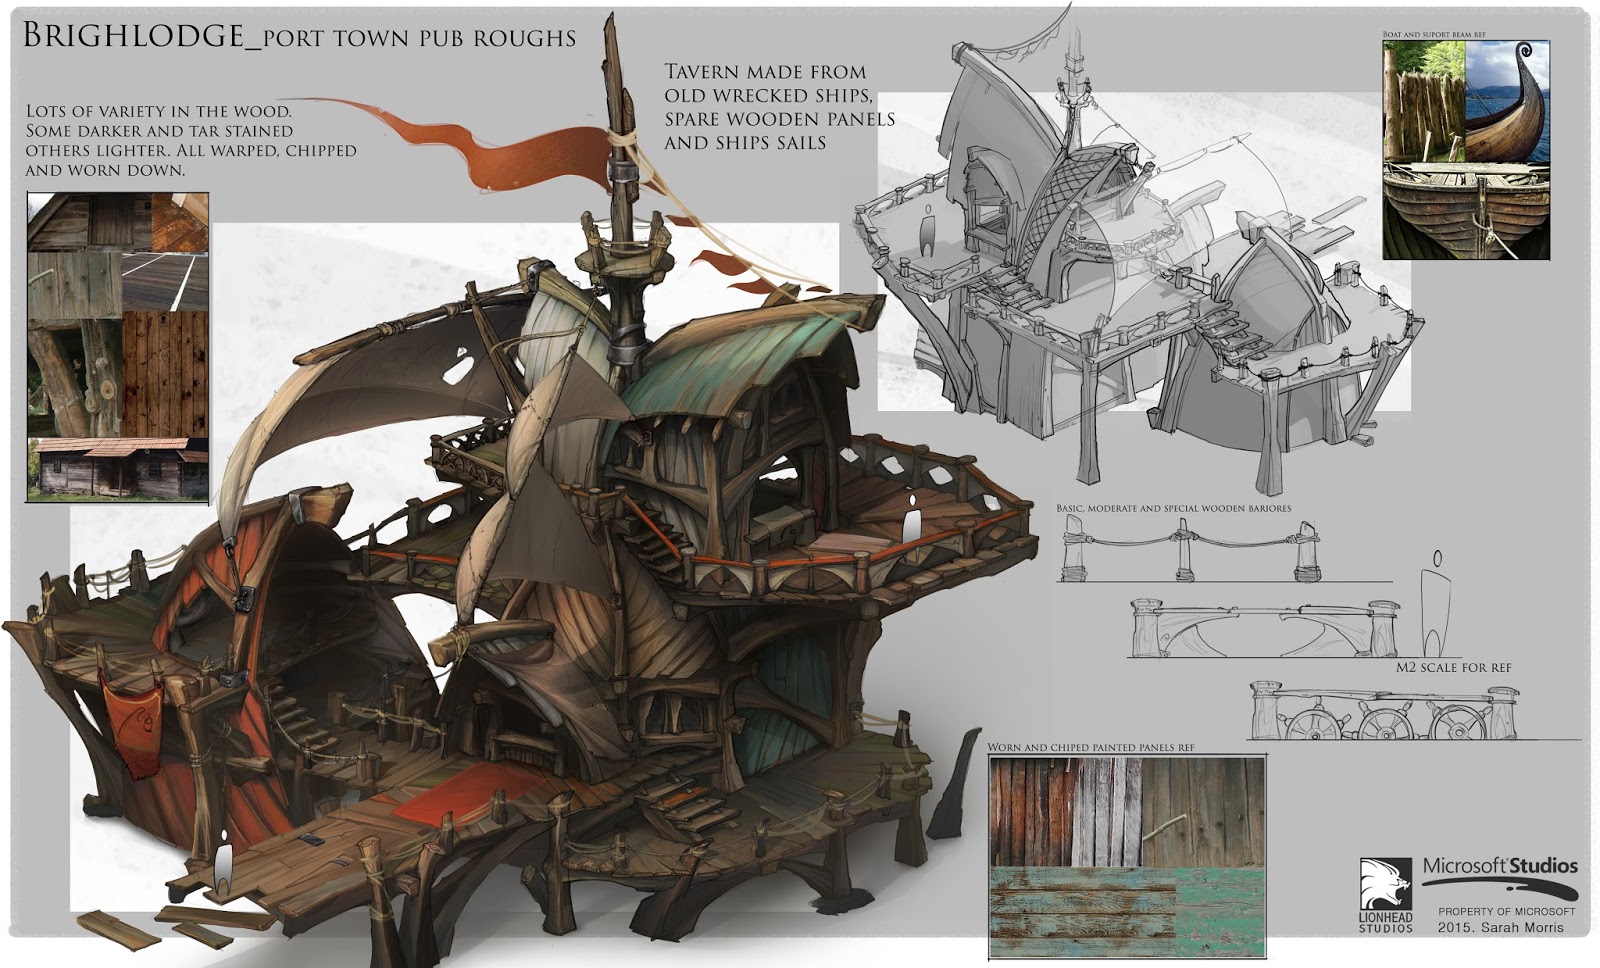 BRIGHLODGE_PORT TOWN PUB ROUGHS
LOTS OF VARIETY IN THE WOOD.
SOME DARKER AND TAR STAINED
OTHERS LIGHTER. ALL WARPED, CHIPPED
AND WORN DOWN.
TAVERN MADE FROM
OLD WRECKED SHIPS,
SPARE WOODEN PANELS
AND SHIPS SAILS
BOAT AND SUPORT BEAM REF
BASIC, MODERATE AND SPECIAL WOODEN BARIORES
M2 SCALE FOR REF
WORN AND CHIPED PAINTED PANELS REF
LIONHEAD
STUDIOS
Microsoft Studios
PROPERTY OF MICROSOFT
2015. Sarah Morris